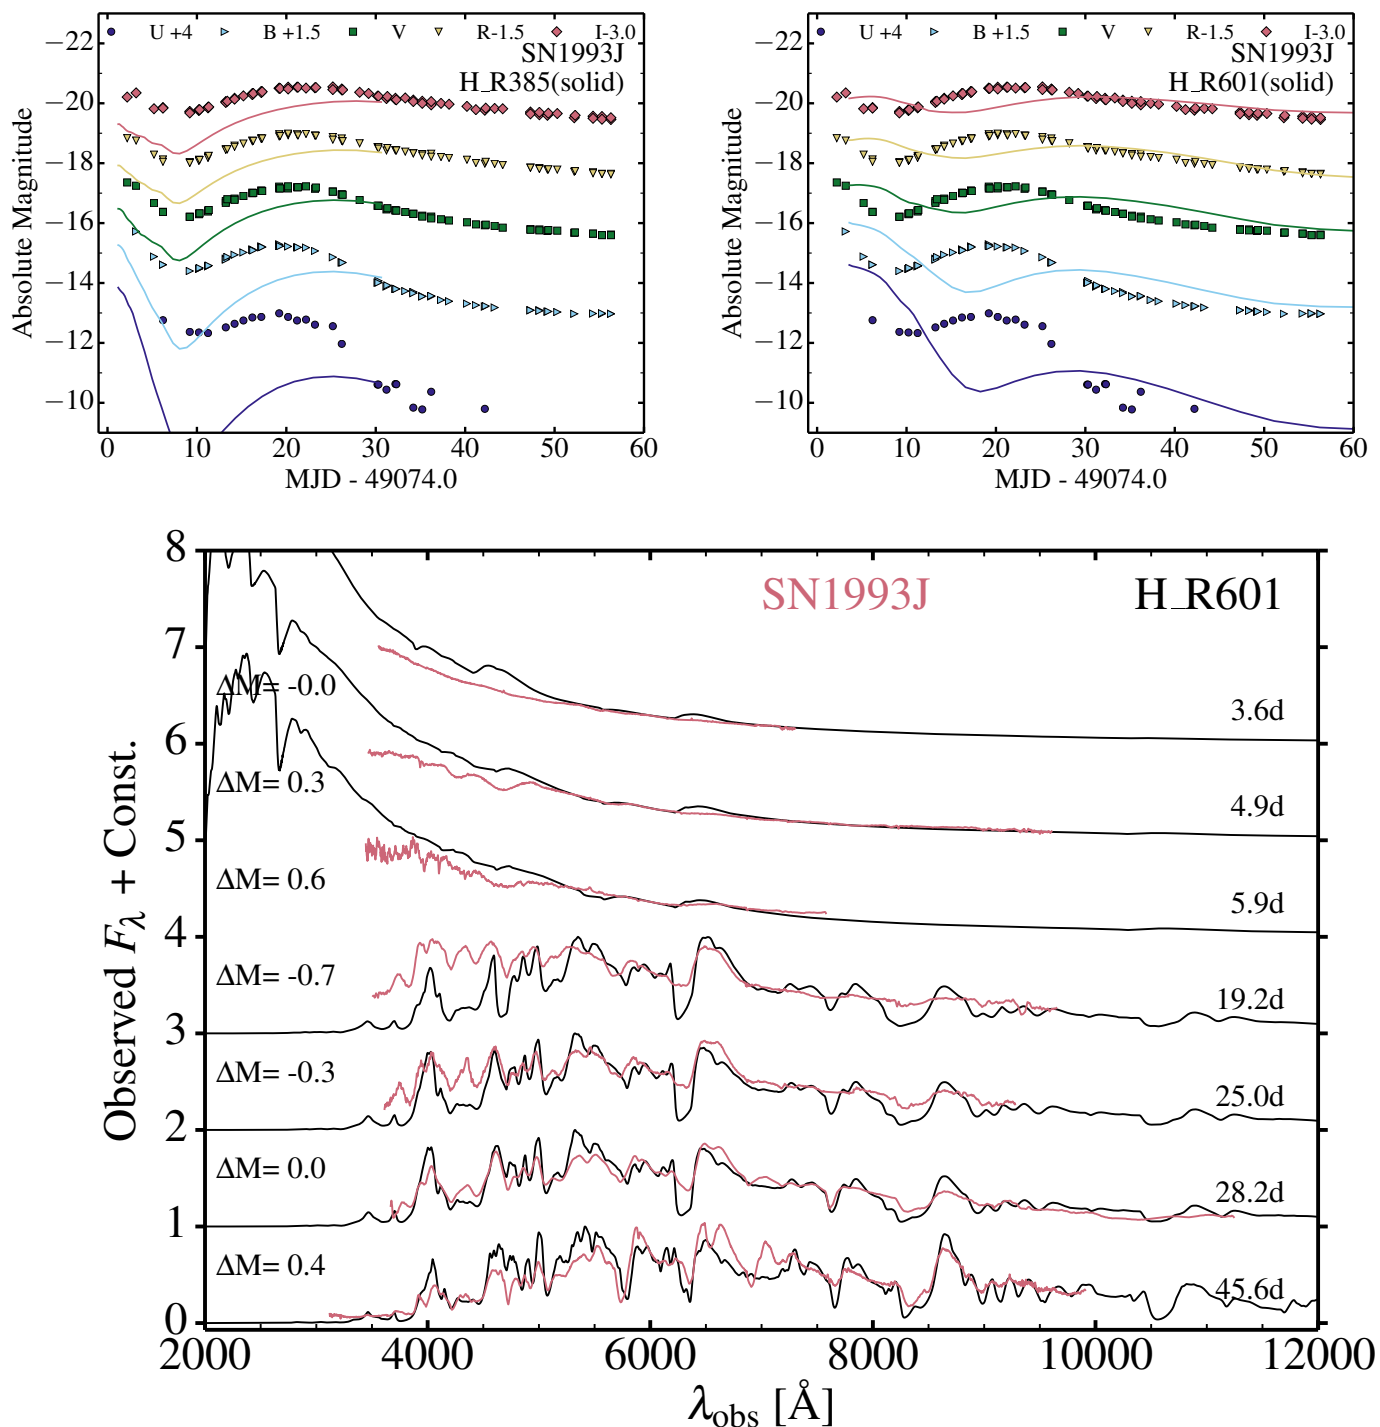 U +4 B +1.5 V R-1.5 I-3.0
SN1993J
H_R385(solid)
−22
−20
−18
−16
−14
−12
−10
Absolute Magnitude
0 10 20 30 40 50 60
MJD - 49074.0
U +4 B +1.5 V R-1.5 I-3.0
SN1993J
H_R601(solid)
−22
−20
−18
−16
−14
−12
−10
Absolute Magnitude
0 10 20 30 40 50 60
MJD - 49074.0
SN1993J H_R601
8
7
6
5
4
3
2
1
0
Observed Fλ + Const.
ΔM= -0.0 3.6d
ΔM= 0.3 4.9d
ΔM= 0.6 5.9d
ΔM= -0.7 19.2d
ΔM= -0.3 25.0d
ΔM= 0.0 28.2d
ΔM= 0.4 45.6d
2000 4000 6000 8000 10000 12000
λobs [Å]